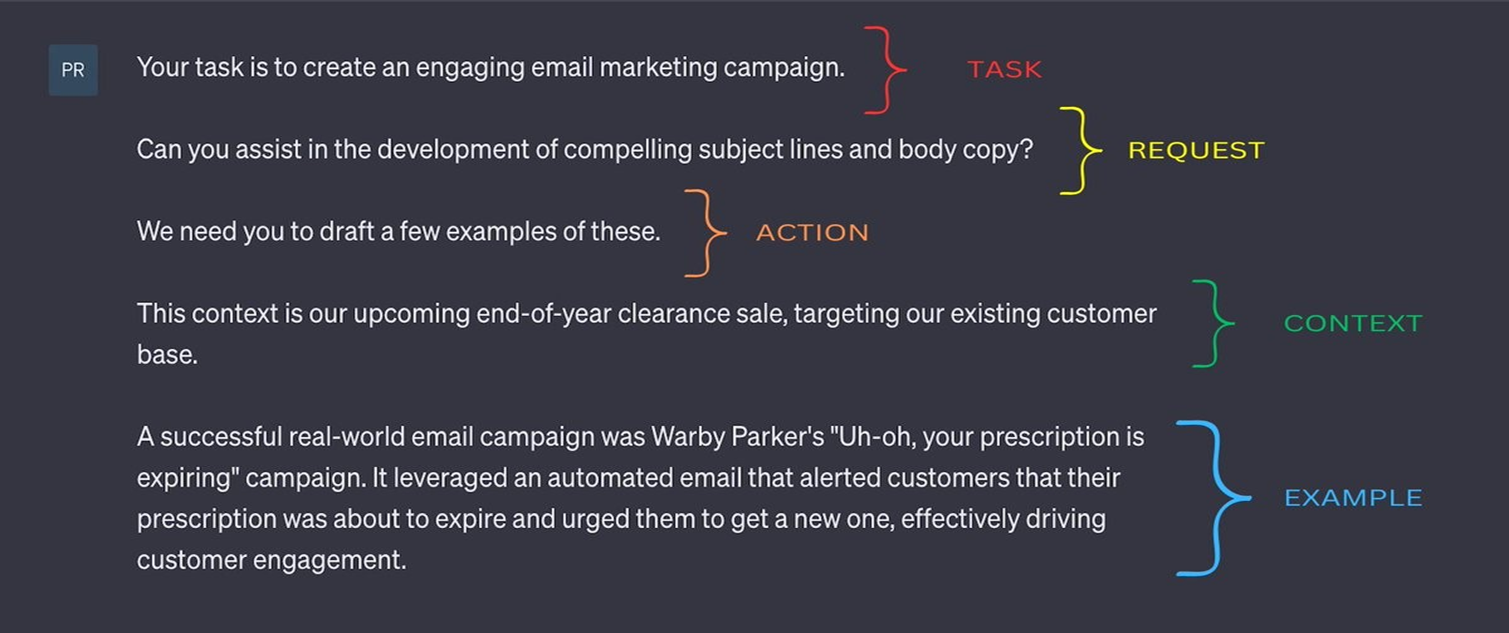 PR
Your task is to create an engaging email marketing campaign.
TASK
Can you assist in the development of compelling subject lines and body copy?
REQUEST
We need you to draft a few examples of these.
ACTION
This context is our upcoming end-of-year clearance sale, targeting our existing customer
base.
CONTEXT
A successful real-world email campaign was Warby Parker's "Uh-oh, your prescription is
expiring" campaign. It leveraged an automated email that alerted customers that their
prescription was about to expire and urged them to get a new one, effectively driving
customer engagement.
EXAMPLE